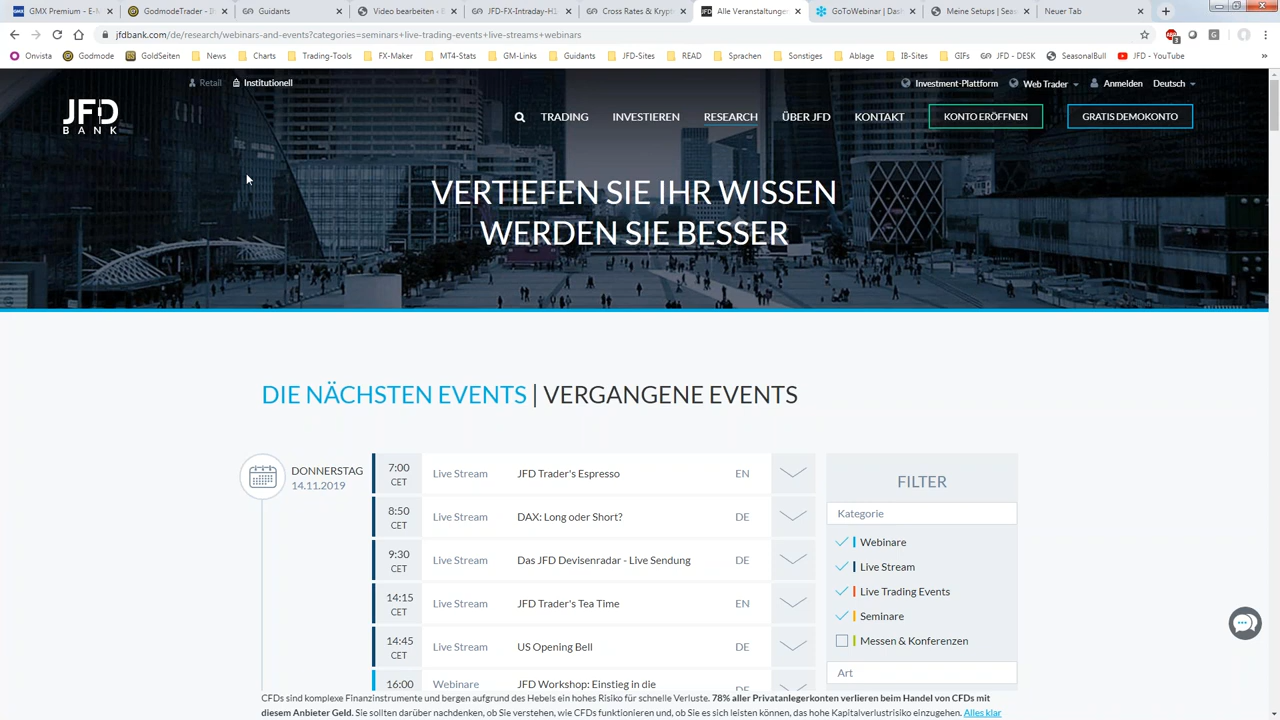 GMX Premium - E-M
GodmodeTrader - IH
Guidants
Video bearbeiten - E
JFD-FX-Intraday-H1
Cross Rates & Krypt
Alle Veranstaltunge
GoToWebinar | Das
Meine Setups | Seas
Neuer Tab
jfdbank.com/de/research/webinars-and-events?categories=seminars+live-trading-events+live-streams+webinars
Onvista
Godmode
GoldSeiten
News
Charts
Trading-Tools
FX-Maker
MT4-Stats
GM-Links
Guidants
JFD-Sites
READ
Sprachen
Sonstiges
Ablage
IB-Sites
GIFs
JFD - DESK
SeasonalBull
JFD - YouTube
Retail
Institutionell
Investment-Plattform
Web Trader
Anmelden
Deutsch
JFD
BANK
TRADING
INVESTIEREN
RESEARCH
ÜBER JFD
KONTAKT
KONTO ERÖFFNEN
GRATIS DEMOKONTO
VERTIEFEN SIE IHR WISSEN
WERDEN SIE BESSER
DIE NÄCHSTEN EVENTS | VERGANGENE EVENTS
DONNERSTAG
14.11.2019
7:00 CET Live Stream JFD Trader's Espresso EN
8:50 CET Live Stream DAX: Long oder Short? DE
9:30 CET Live Stream Das JFD Devisenradar - Live Sendung DE
14:15 CET Live Stream JFD Trader's Tea Time EN
14:45 CET Live Stream US Opening Bell DE
16:00 Webinare JFD Workshop: Einstieg in die DE
FILTER
Kategorie
Webinare
Live Stream
Live Trading Events
Seminare
Messen & Konferenzen
Art
CFDs sind komplexe Finanzinstrumente und bergen aufgrund des Hebels ein hohes Risiko für schnelle Verluste. 78% aller Privatanlegerkonten verlieren beim Handel von CFDs mit
diesem Anbieter Geld. Sie sollten darüber nachdenken, ob Sie verstehen, wie CFDs funktionieren und, ob Sie es sich leisten können, das hohe Kapitalverlustrisiko einzugehen. Alles klar